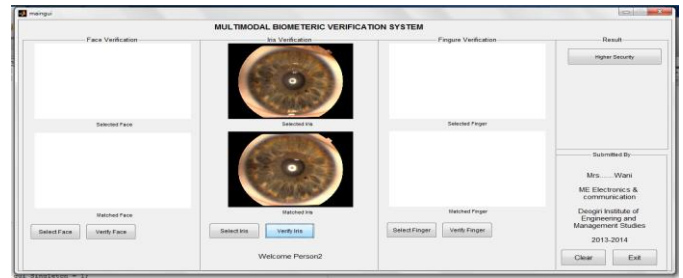 maingui
MULTIMODAL BIOMETERIC VERIFICATION SYSTEM
Face Verification
Selected Face
Matched Face
Select Face
Verify Face
Iris Verification
Selected Iris
Matched Iris
Select Iris
Verify Iris
Welcome Person2
Fingure Verification
Selected Finger
Matched Finger
Select Finger
Verify Finger
Result
Higher Security
Submitted By
Mrs......Wani
ME Electronics &
communication
Deogiri Institute of
Engineering and
Management Studies
2013-2014
Clear
Exit